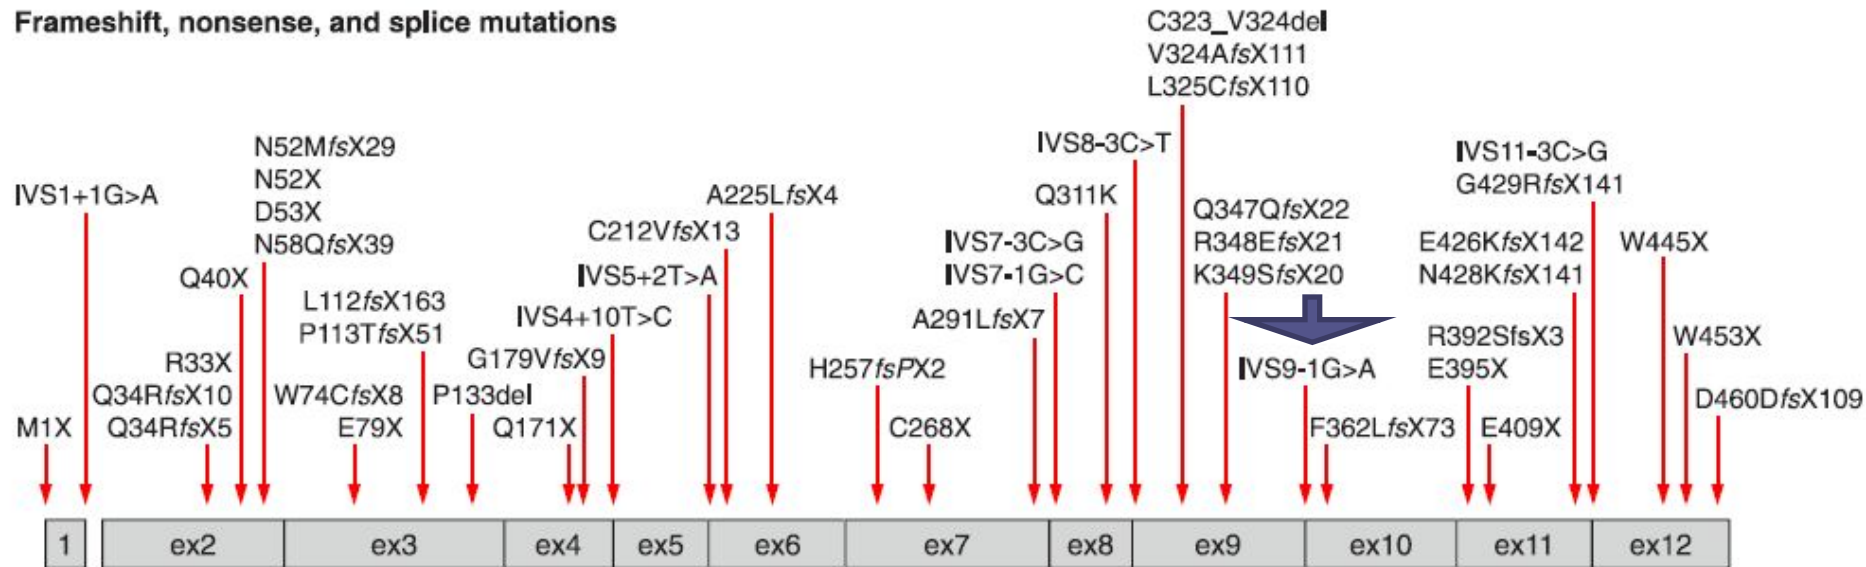 Frameshift, nonsense, and splice mutations
C323_V324del
V324AfsX111
L325CfsX110
IVS8-3C>T
N52MfsX29
N52X
D53X
N58QfsX39
IVS11-3C>G
G429RfsX141
IVS1+1G>A
A225LfsX4
Q311K
Q347QfsX22
R348EfsX21
K349SfsX20
C212VfsX13
IVS7-3C>G
IVS7-1G>C
E426KfsX142
N428KfsX141
W445X
Q40X
IVS5+2T>A
L112fsX163
P113TfsX51
IVS4+10T>C
A291LfsX7
R392SfsX3
E395X
W453X
R33X
Q34RfsX10
Q34RfsX5
G179VfsX9
H257fsPX2
IVS9-1G>A
W74CfsX8
E79X
P133del
D460DfsX109
M1X
Q171X
C268X
F362LfsX73
E409X
1
ex2
ex3
ex4
ex5
ex6
ex7
ex8
ex9
ex10
ex11
ex12